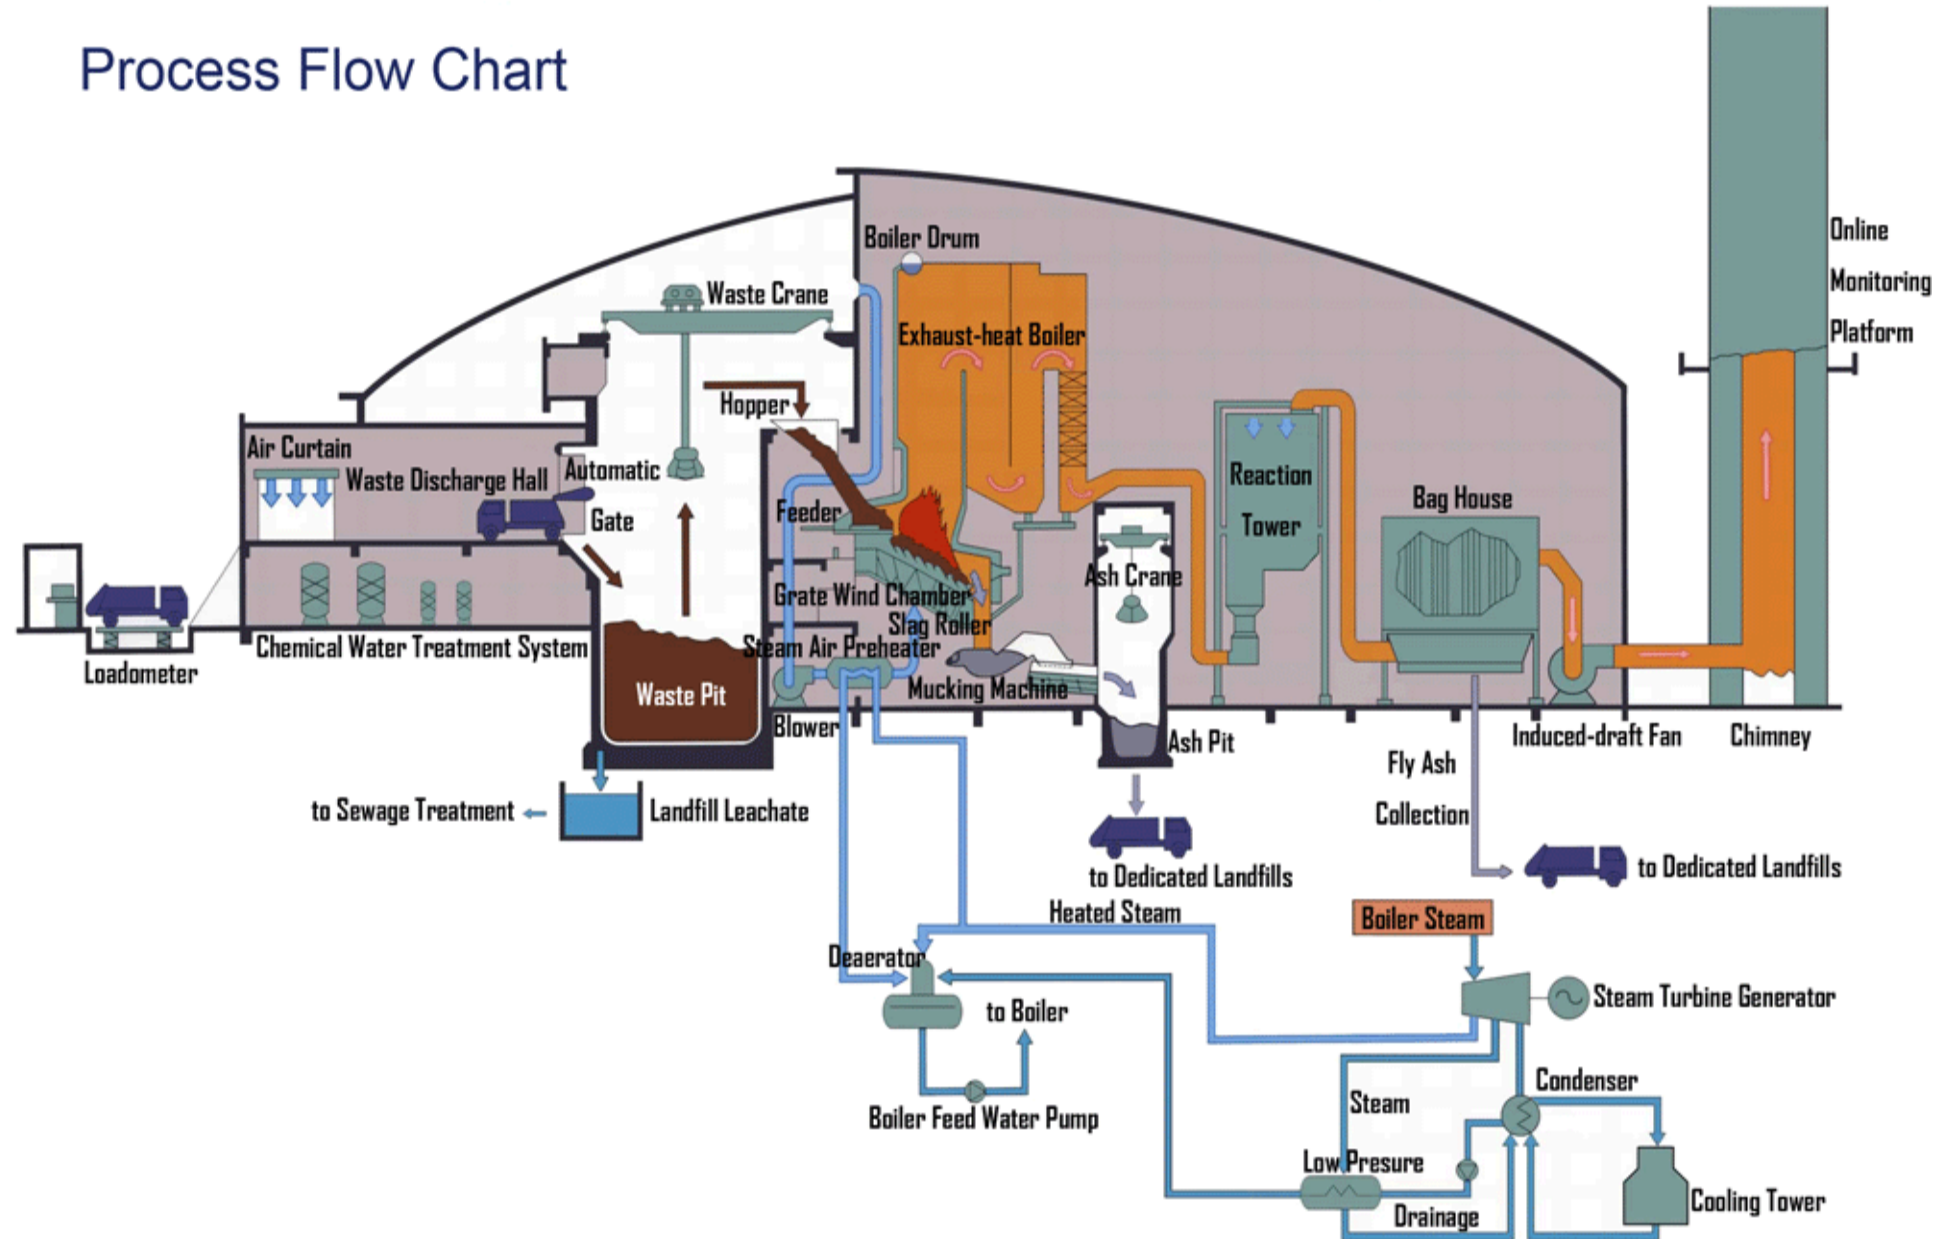 Process Flow Chart
Online
Monitoring
Platform
Boiler Drum
Waste Crane
Exhaust-heat Boiler
Hopper
Air Curtain
Waste Discharge Hall
Automatic
Gate
Feeder
Reaction
Tower
Bag House
Ash Crane
Grate Wind Chamber
Slag Roller
Chemical Water Treatment System
Steam Air Preheater
Loadometer
Waste Pit
Mucking Machine
Blower
Ash Pit
Induced-draft Fan
Chimney
Fly Ash
Collection
to Sewage Treatment
Landfill Leachate
to Dedicated Landfills
to Dedicated Landfills
Heated Steam
Boiler Steam
Deaerator
to Boiler
Steam Turbine Generator
Boiler Feed Water Pump
Condenser
Steam
Low Presure
Drainage
Cooling Tower